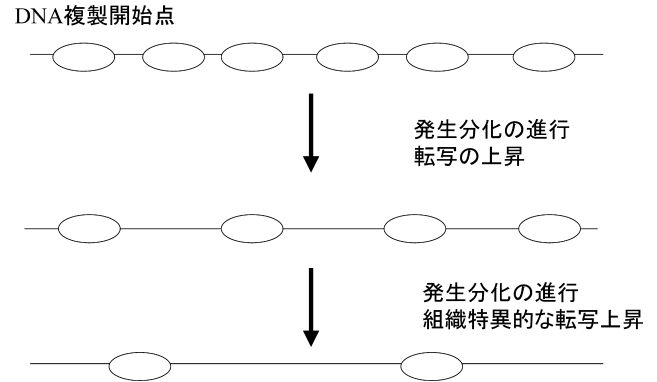 DNA複製開始点
発生分化の進行
転写の上昇
発生分化の進行
組織特異的な転写上昇